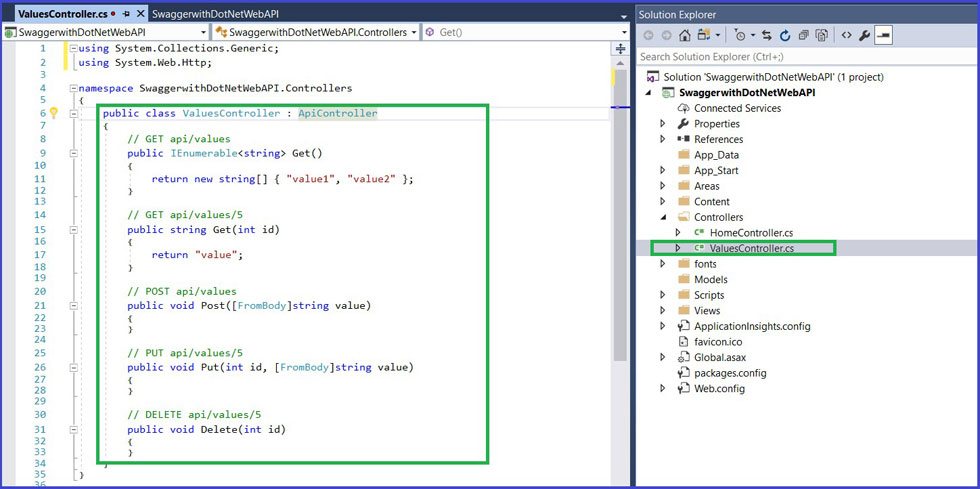 ValuesController.cs
SwaggerwithDotNetWebAPI
SwaggerwithDotNetWebAPI
SwaggerwithDotNetWebAPI.Controllers
Get()
1 using System.Collections.Generic;
2 using System.Web.Http;
3
4 namespace SwaggerwithDotNetWebAPI.Controllers
5 {
6 public class ValuesController : ApiController
7 {
8 // GET api/values
9 public IEnumerable<string> Get()
10 {
11 return new string[] { "value1", "value2" };
12 }
13
14 // GET api/values/5
15 public string Get(int id)
16 {
17 return "value";
18 }
19
20 // POST api/values
21 public void Post([FromBody]string value)
22 {
23 }
24
25 // PUT api/values/5
26 public void Put(int id, [FromBody]string value)
27 {
28 }
29
30 // DELETE api/values/5
31 public void Delete(int id)
32 {
33 }
34 }
35 }
36
Solution Explorer
Search Solution Explorer (Ctrl+;)
Solution 'SwaggerwithDotNetWebAPI' (1 project)
SwaggerwithDotNetWebAPI
Connected Services
Properties
References
App_Data
App_Start
Areas
Content
Controllers
C# HomeController.cs
C# ValuesController.cs
fonts
Models
Scripts
Views
ApplicationInsights.config
favicon.ico
Global.asax
packages.config
Web.config